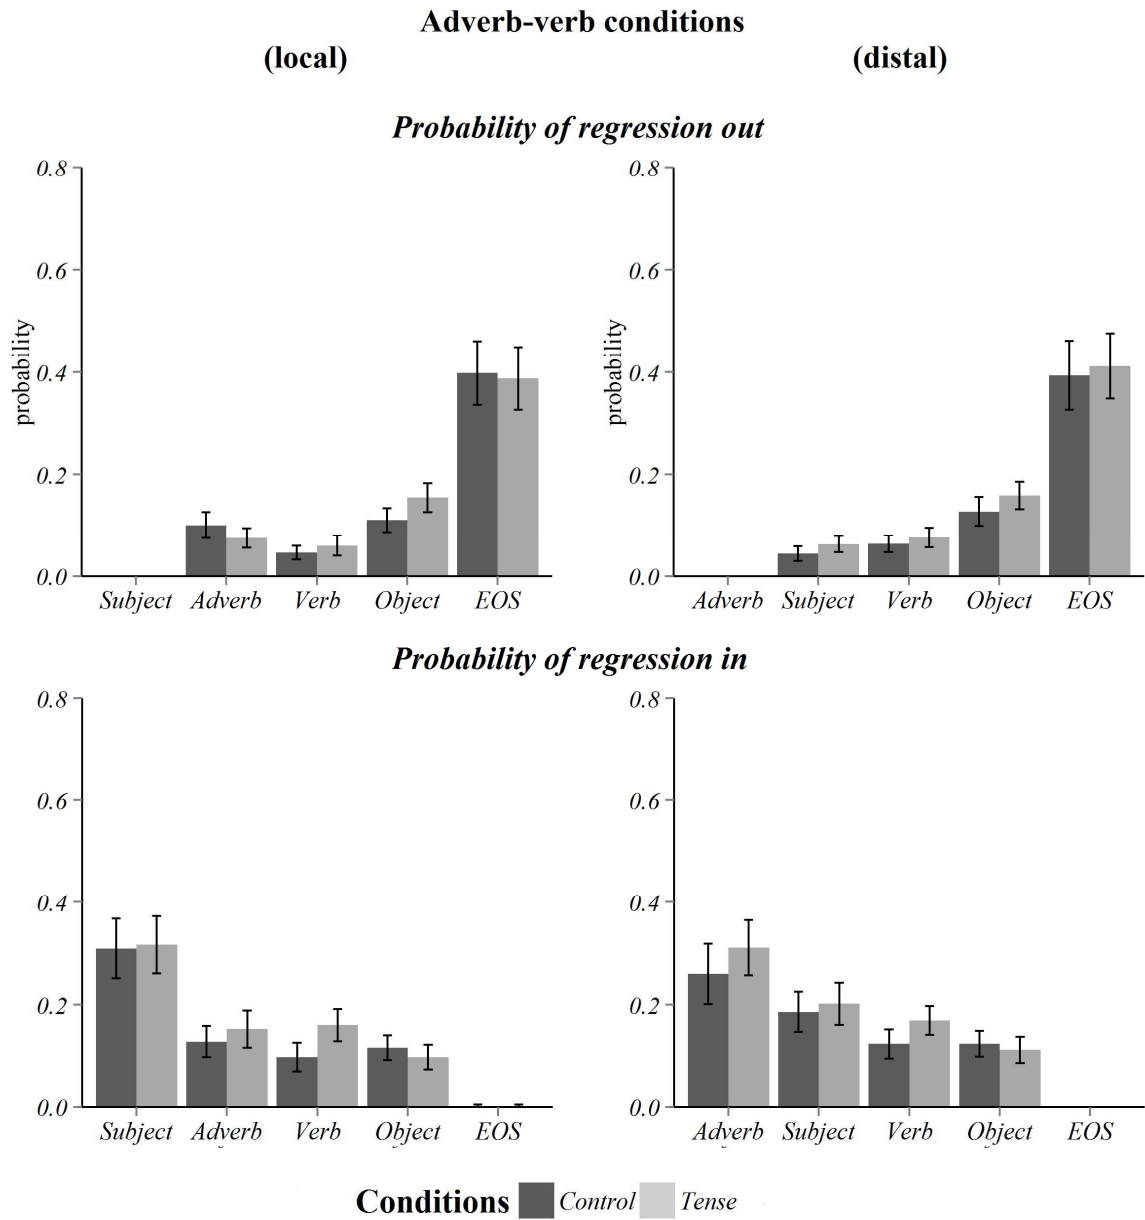 Adverb-verb conditions
(local) (distal)
Probability of regression out
0.8
0.6
0.4
0.2
0.0
probability
Subject Adverb Verb Object EOS
0.8
0.6
0.4
0.2
0.0
probability
Adverb Subject Verb Object EOS
Probability of regression in
0.8
0.6
0.4
0.2
0.0
Subject Adverb Verb Object EOS
0.8
0.6
0.4
0.2
0.0
Adverb Subject Verb Object EOS
Conditions Control Tense